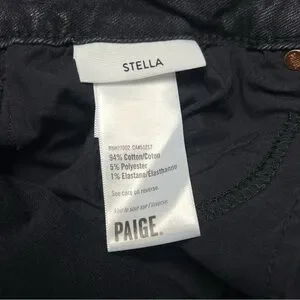 STELLA
94% Cotton/Coton
5% Polyester
1% Elastane/Elasthanne
See care on reverse.
PAIGE.